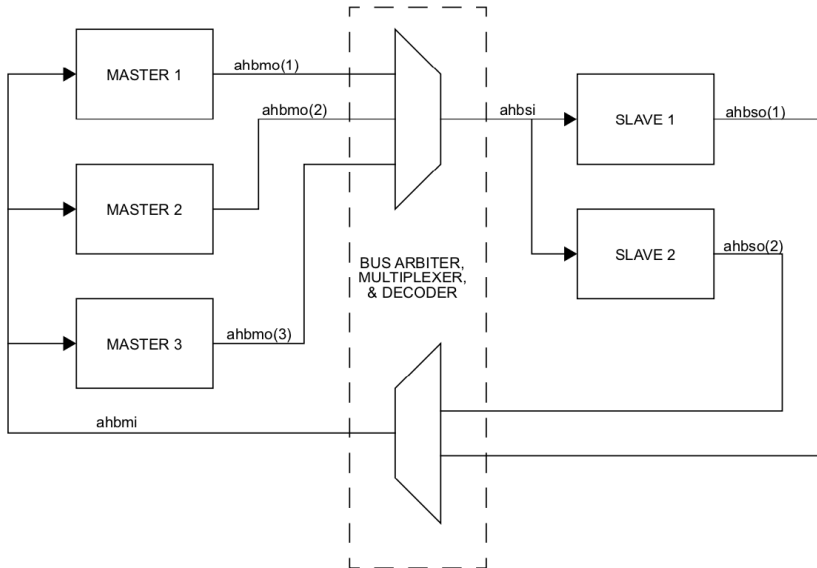 MASTER 1
ahbmo(1)
ahbmo(2)
ahbsi
SLAVE 1
ahbso(1)
MASTER 2
BUS ARBITER,
MULTIPLEXER,
& DECODER
SLAVE 2
ahbso(2)
MASTER 3
ahbmo(3)
ahbmi